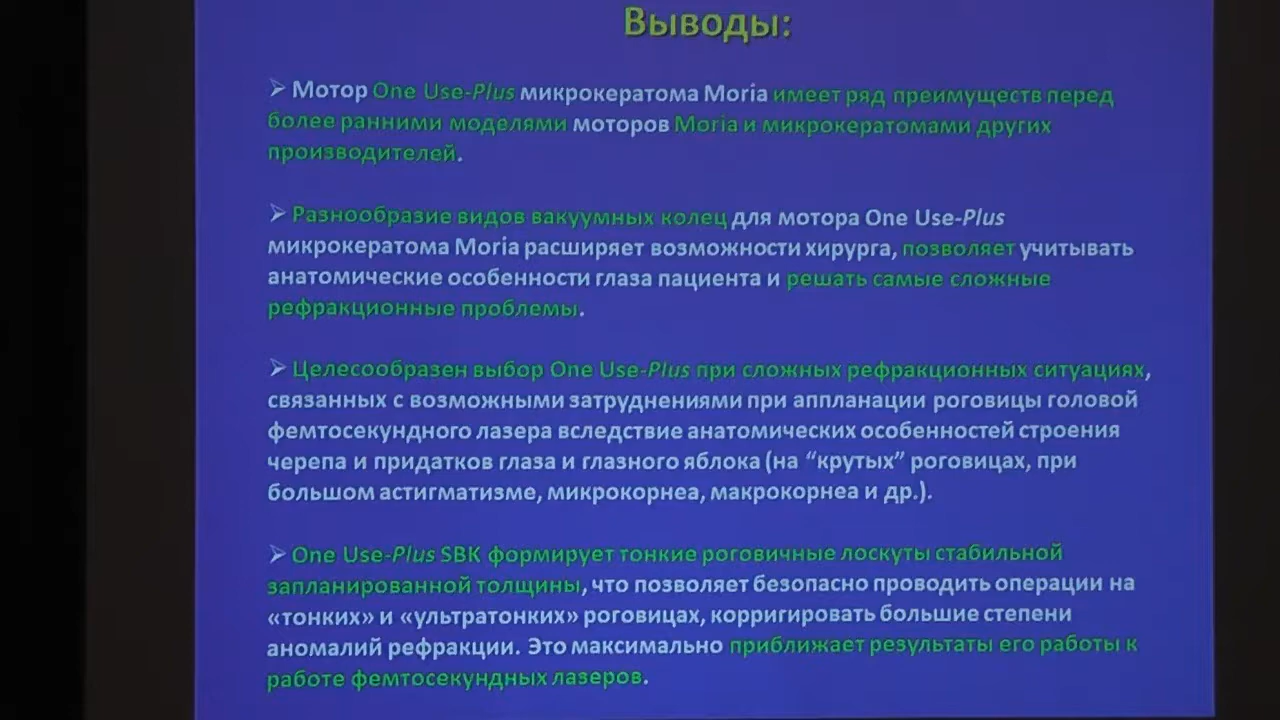 Выводы:
➢ Мотор One Use-Plus микрокератома Moria имеет ряд преимуществ перед
более ранними моделями моторов Moria и микрокератомами других
производителей.
➢ Разнообразие видов вакуумных колец для мотора One Use-Plus
микрокератома Moria расширяет возможности хирурга, позволяет учитывать
анатомические особенности глаза пациента и решать самые сложные
рефракционные проблемы.
➢ Целесообразен выбор One Use-Plus при сложных рефракционных ситуациях,
связанных с возможными затруднениями при аппланации роговицы головой
фемтосекундного лазера вследствие анатомических особенностей строения
черепа и придатков глаза и глазного яблока (на “крутых” роговицах, при
большом астигматизме, микрокорнеа, макрокорнеа и др.).
➢ One Use-Plus SBK формирует тонкие роговичные лоскуты стабильной
запланированной толщины, что позволяет безопасно проводить операции на
«тонких» и «ультратонких» роговицах, корригировать большие степени
аномалий рефракции. Это максимально приближает результаты его работы к
работе фемтосекундных лазеров.